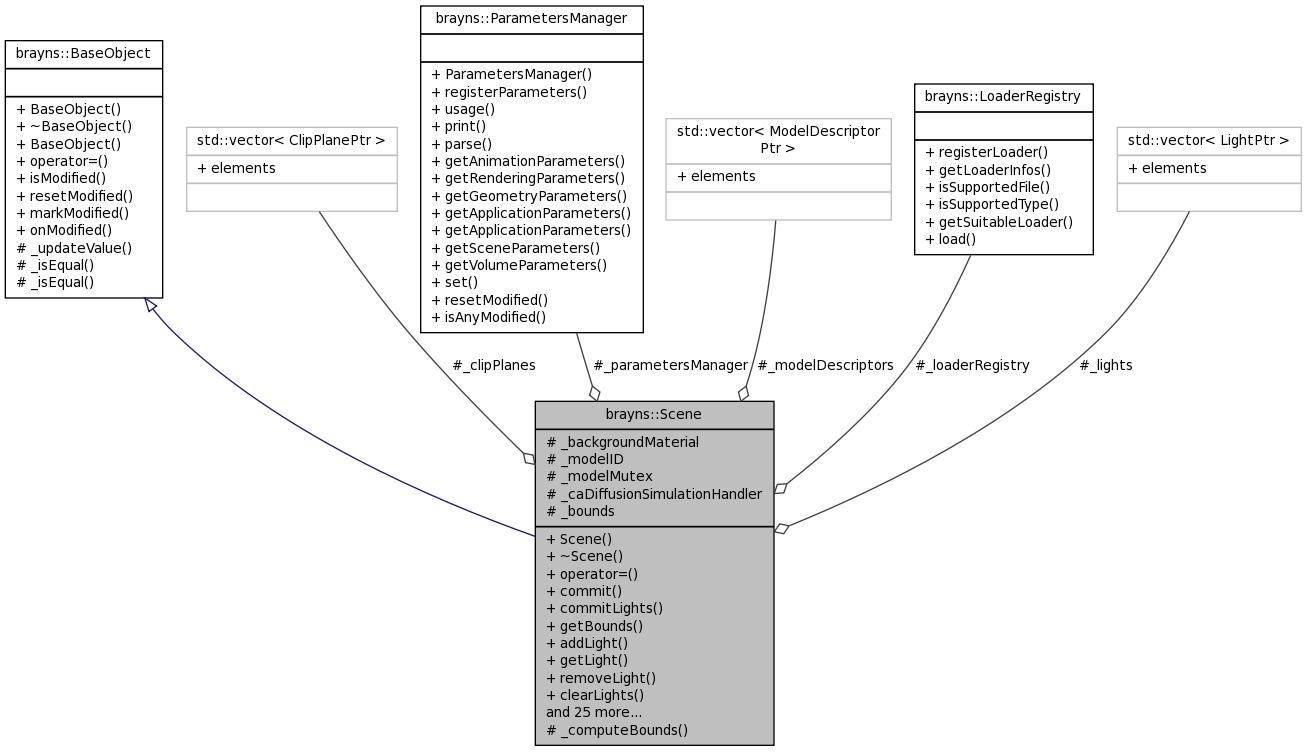 brayns::BaseObject
+ BaseObject()
+ ~BaseObject()
+ BaseObject()
+ operator=()
+ isModified()
+ resetModified()
+ markModified()
+ onModified()
# _updateValue()
# _isEqual()
# _isEqual()
std::vector< ClipPlanePtr >
+ elements
brayns::ParametersManager
+ ParametersManager()
+ registerParameters()
+ usage()
+ print()
+ parse()
+ getAnimationParameters()
+ getRenderingParameters()
+ getGeometryParameters()
+ getApplicationParameters()
+ getApplicationParameters()
+ getSceneParameters()
+ getVolumeParameters()
+ set()
+ resetModified()
+ isAnyModified()
std::vector< ModelDescriptor
Ptr >
+ elements
brayns::LoaderRegistry
+ registerLoader()
+ getLoaderInfos()
+ isSupportedFile()
+ isSupportedType()
+ getSuitableLoader()
+ load()
std::vector< LightPtr >
+ elements
#_clipPlanes
#_parametersManager
#_modelDescriptors
#_loaderRegistry
#_lights
brayns::Scene
# _backgroundMaterial
# _modelID
# _modelMutex
# _caDiffusionSimulationHandler
# _bounds
+ Scene()
+ ~Scene()
+ operator=()
+ commit()
+ commitLights()
+ getBounds()
+ addLight()
+ getLight()
+ removeLight()
+ clearLights()
and 25 more...
# _computeBounds()